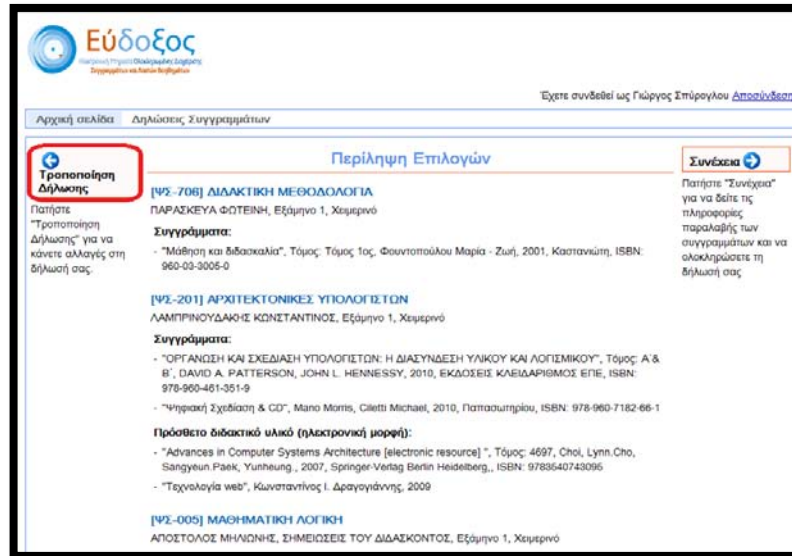 Εύδοξος
Ηλεκτρονική Υπηρεσία Ολοκληρωμένης Διαχείρισης
Συγγραμμάτων και Λοιπών Βοηθημάτων
Έχετε συνδεθεί ως Γιώργος Σπύρογλου Αποσύνδεση
Αρχική σελίδα Δηλώσεις Συγγραμμάτων
Τροποποίηση
Δήλωσης
Πατήστε
"Τροποποίηση
Δήλωσης" για να
κάνετε αλλαγές στη
δήλωσή σας.
Περίληψη Επιλογών
[ΨΣ-706] ΔΙΔΑΚΤΙΚΗ ΜΕΘΟΔΟΛΟΓΙΑ
ΠΑΡΑΣΚΕΥΑ ΦΩΤΕΙΝΗ, Εξάμηνο 1, Χειμερινό
Συγγράμματα:
- "Μάθηση και διδασκαλία", Τόμος: Τόμος 1ος, Φουντοπούλου Μαρία - Ζωή, 2001, Καστανιώτη, ISBN:
960-03-3005-0
[ΨΣ-201] ΑΡΧΙΤΕΚΤΟΝΙΚΕΣ ΥΠΟΛΟΓΙΣΤΩΝ
ΛΑΜΠΡΙΝΟΥΔΑΚΗΣ ΚΩΝΣΤΑΝΤΙΝΟΣ, Εξάμηνο 1, Χειμερινό
Συγγράμματα:
- "ΟΡΓΑΝΩΣΗ ΚΑΙ ΣΧΕΔΙΑΣΗ ΥΠΟΛΟΓΙΣΤΩΝ: Η ΔΙΑΣΥΝΔΕΣΗ ΥΛΙΚΟΥ ΚΑΙ ΛΟΓΙΣΜΙΚΟΥ", Τόμος: Α΄&
Β΄, DAVID A. PATTERSON, JOHN L. HENNESSY, 2010, ΕΚΔΟΣΕΙΣ ΚΛΕΙΔΑΡΙΘΜΟΣ ΕΠΕ, ISBN:
978-960-461-351-9
- "Ψηφιακή Σχεδίαση & CD", Mano Morris, Ciletti Michael, 2010, Παπασωτηρίου, ISBN: 978-960-7182-66-1
Πρόσθετο διδακτικό υλικό (ηλεκτρονική μορφή):
- "Advances in Computer Systems Architecture [electronic resource] ", Τόμος: 4697, Choi, Lynn.Cho,
Sangyeun.Paek, Yunheung., 2007, Springer-Verlag Berlin Heidelberg,, ISBN: 9783540743095
- "Τεχνολογία web", Κωνσταντίνος Ι. Δραγογιάννης, 2009
[ΨΣ-005] ΜΑΘΗΜΑΤΙΚΗ ΛΟΓΙΚΗ
ΑΠΟΣΤΟΛΟΣ ΜΗΛΙΩΝΗΣ, ΣΗΜΕΙΩΣΕΙΣ ΤΟΥ ΔΙΔΑΣΚΟΝΤΟΣ, Εξάμηνο 1, Χειμερινό
Συνέχεια
Πατήστε "Συνέχεια"
για να δείτε τις
πληροφορίες
παραλαβής των
συγγραμμάτων και να
ολοκληρώσετε τη
δήλωσή σας